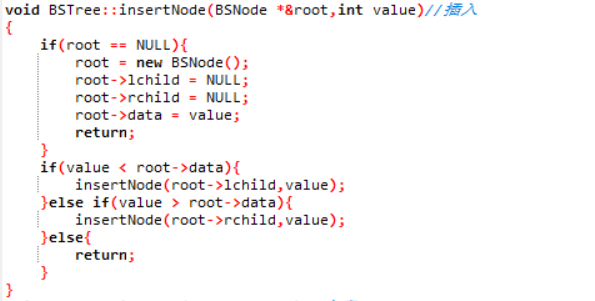 void BSTree::insertNode(BSNode *&root,int value)//插入
{
    if(root == NULL){
        root = new BSNode();
        root->lchild = NULL;
        root->rchild = NULL;
        root->data = value;
        return;
    }
    if(value < root->data){
        insertNode(root->lchild,value);
    }else if(value > root->data){
        insertNode(root->rchild,value);
    }else{
        return;
    }
}